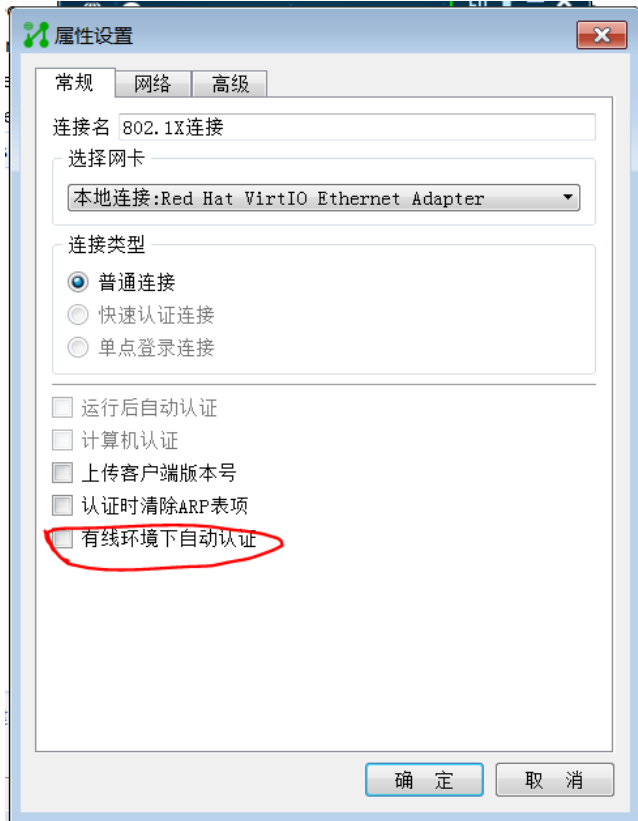 属性设置
常规 网络 高级
连接名 802.1X连接
选择网卡
本地连接:Red Hat VirtIO Ethernet Adapter
连接类型
普通连接
快速认证连接
单点登录连接
运行后自动认证
计算机认证
上传客户端版本号
认证时清除ARP表项
有线环境下自动认证
确 定 取 消